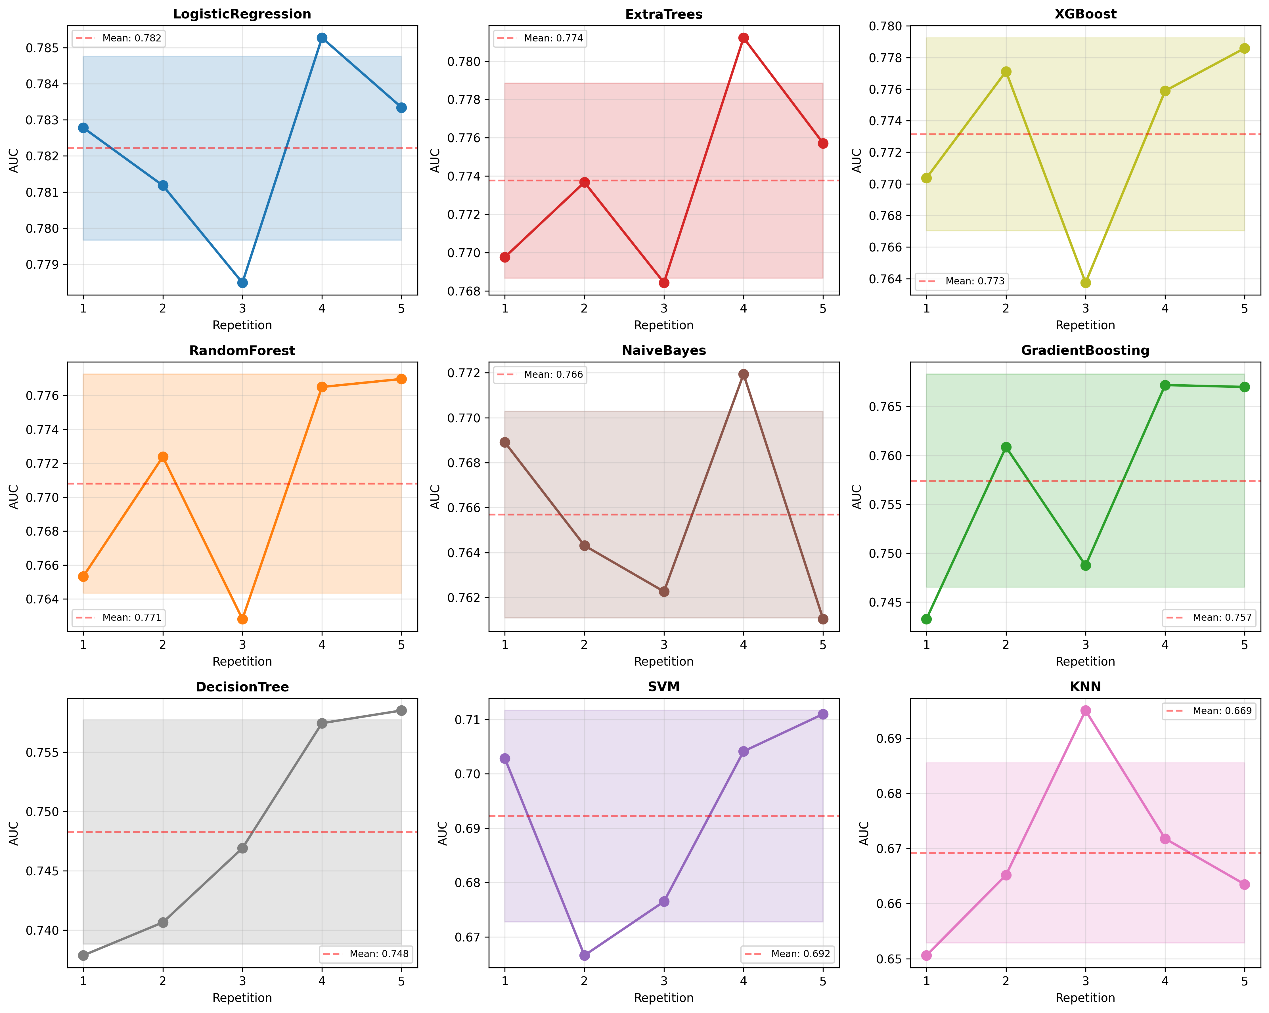 LogisticRegression
Mean: 0.782
AUC
0.785
0.784
0.783
0.782
0.781
0.780
0.779
1 2 3 4 5
Repetition
ExtraTrees
Mean: 0.774
AUC
0.780
0.778
0.776
0.774
0.772
0.770
0.768
1 2 3 4 5
Repetition
XGBoost
AUC
0.780
0.778
0.776
0.774
0.772
0.770
0.768
0.766
0.764
Mean: 0.773
1 2 3 4 5
Repetition
RandomForest
AUC
0.776
0.774
0.772
0.770
0.768
0.766
0.764
Mean: 0.771
1 2 3 4 5
Repetition
NaiveBayes
Mean: 0.766
AUC
0.772
0.770
0.768
0.766
0.764
0.762
1 2 3 4 5
Repetition
GradientBoosting
AUC
0.765
0.760
0.755
0.750
0.745
Mean: 0.757
1 2 3 4 5
Repetition
DecisionTree
AUC
0.755
0.750
0.745
0.740
Mean: 0.748
1 2 3 4 5
Repetition
SVM
AUC
0.71
0.70
0.69
0.68
0.67
Mean: 0.692
1 2 3 4 5
Repetition
KNN
Mean: 0.669
AUC
0.69
0.68
0.67
0.66
0.65
1 2 3 4 5
Repetition